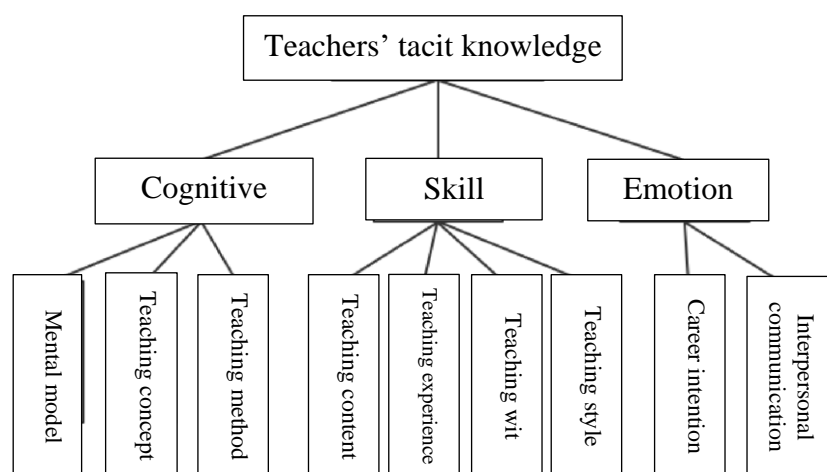 Teachers’ tacit knowledge
Cognitive
Skill
Emotion
Mental model
Teaching concept
Teaching method
Teaching content
Teaching experience
Teaching wit
Teaching style
Career intention
Interpersonal
communication